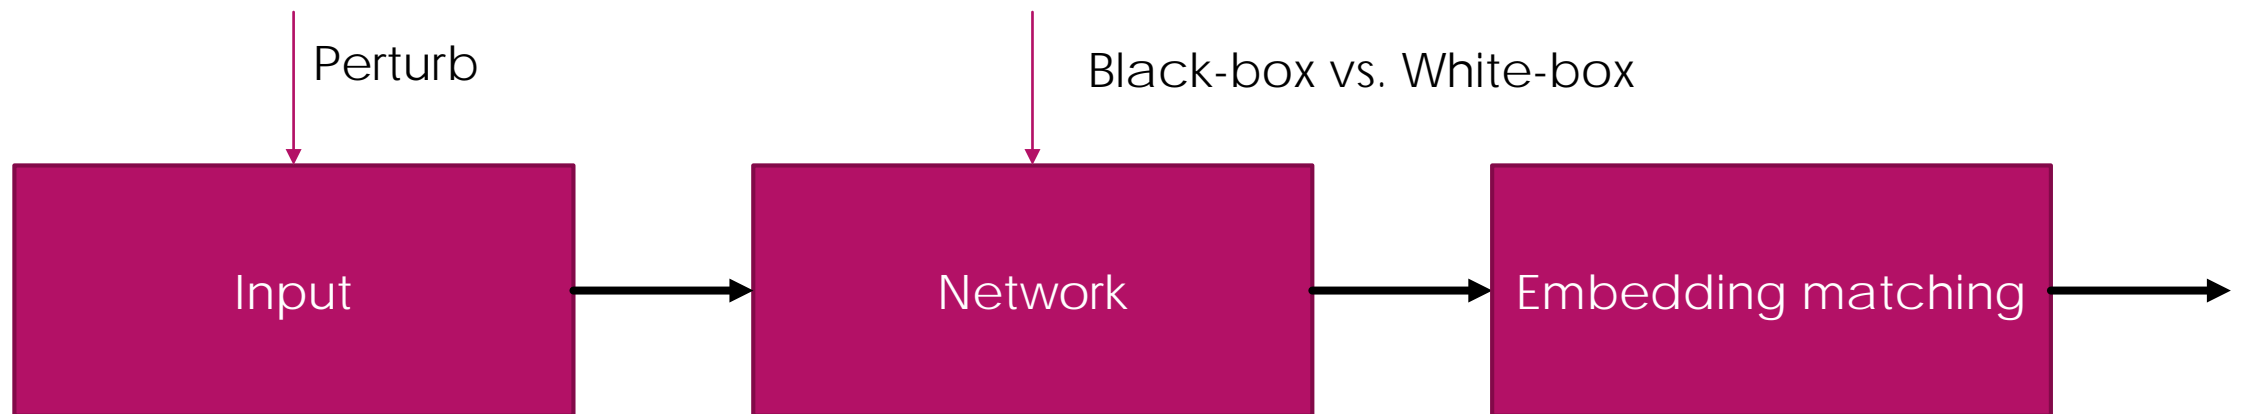 Perturb
Black-box vs. White-box
Input
Network
Embedding matching